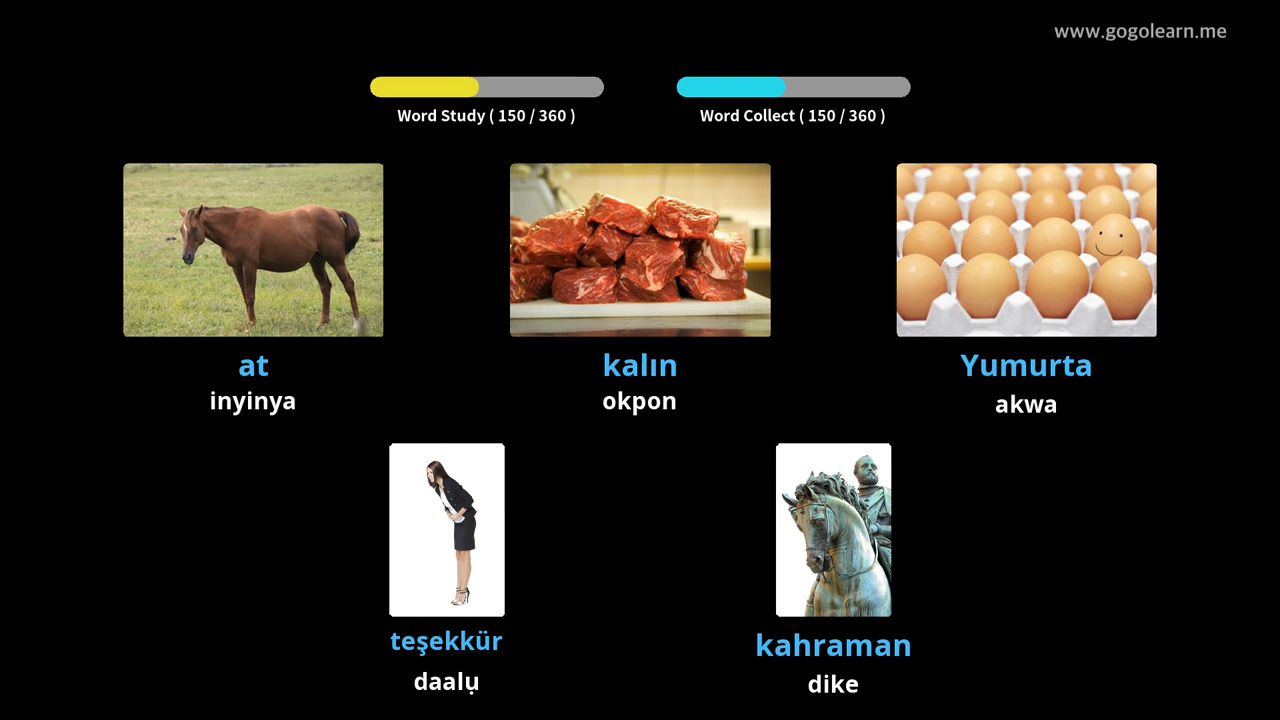 www.gogolearn.me
Word Study ( 150 / 360 )
Word Collect ( 150 / 360 )
at
inyinya
kalın
okpon
Yumurta
akwa
teşekkür
daalụ
kahraman
dike